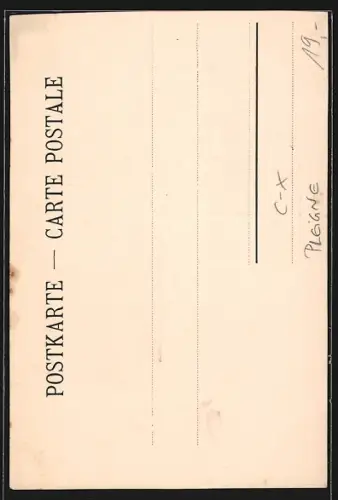 POSTKARTE — CARTE POSTALE
19,-
C-X
PLEIGNE